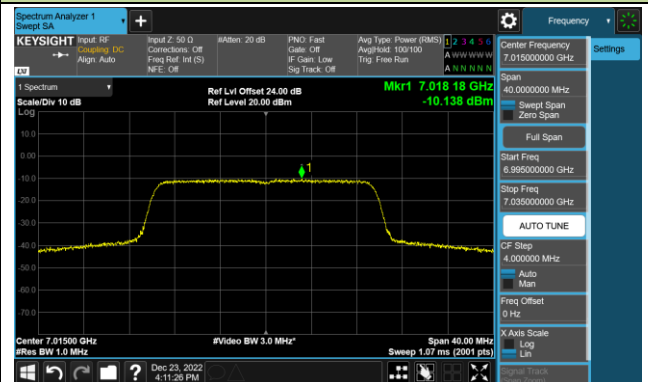 Spectrum Analyzer 1
Swept SA
Frequency
KEYSIGHT
Input: RF
Coupling: DC
Align: Auto
Input Z: 50 Ω
Corrections: Off
Freq Ref: Int (S)
NFE: Off
#Atten: 20 dB
PNO: Fast
Gate: Off
IF Gain: Low
Sig Track: Off
Avg Type: Power (RMS)
Avg|Hold: 100/100
Trig: Free Run
1 2 3 4 5 6
A W W W W W
A N N N N N
LXI
Center Frequency
7.015000000 GHz
Settings
Span
40.0000000 MHz
Swept Span
Zero Span
Full Span
Start Freq
6.995000000 GHz
Stop Freq
7.035000000 GHz
AUTO TUNE
CF Step
4.000000 MHz
Auto
Man
Freq Offset
0 Hz
X Axis Scale
Log
Lin
Signal Track
1 Spectrum
Scale/Div 10 dB
Log
Ref Lvl Offset 24.00 dB
Ref Level 20.00 dBm
Mkr1 7.018 18 GHz
-10.138 dBm
1
10.0
0.00
-10.0
-20.0
-30.0
-40.0
-50.0
-60.0
-70.0
Center 7.01500 GHz
#Res BW 1.0 MHz
#Video BW 3.0 MHz*
Span 40.00 MHz
Sweep 1.07 ms (2001 pts)
?
Dec 23, 2022
4:11:26 PM